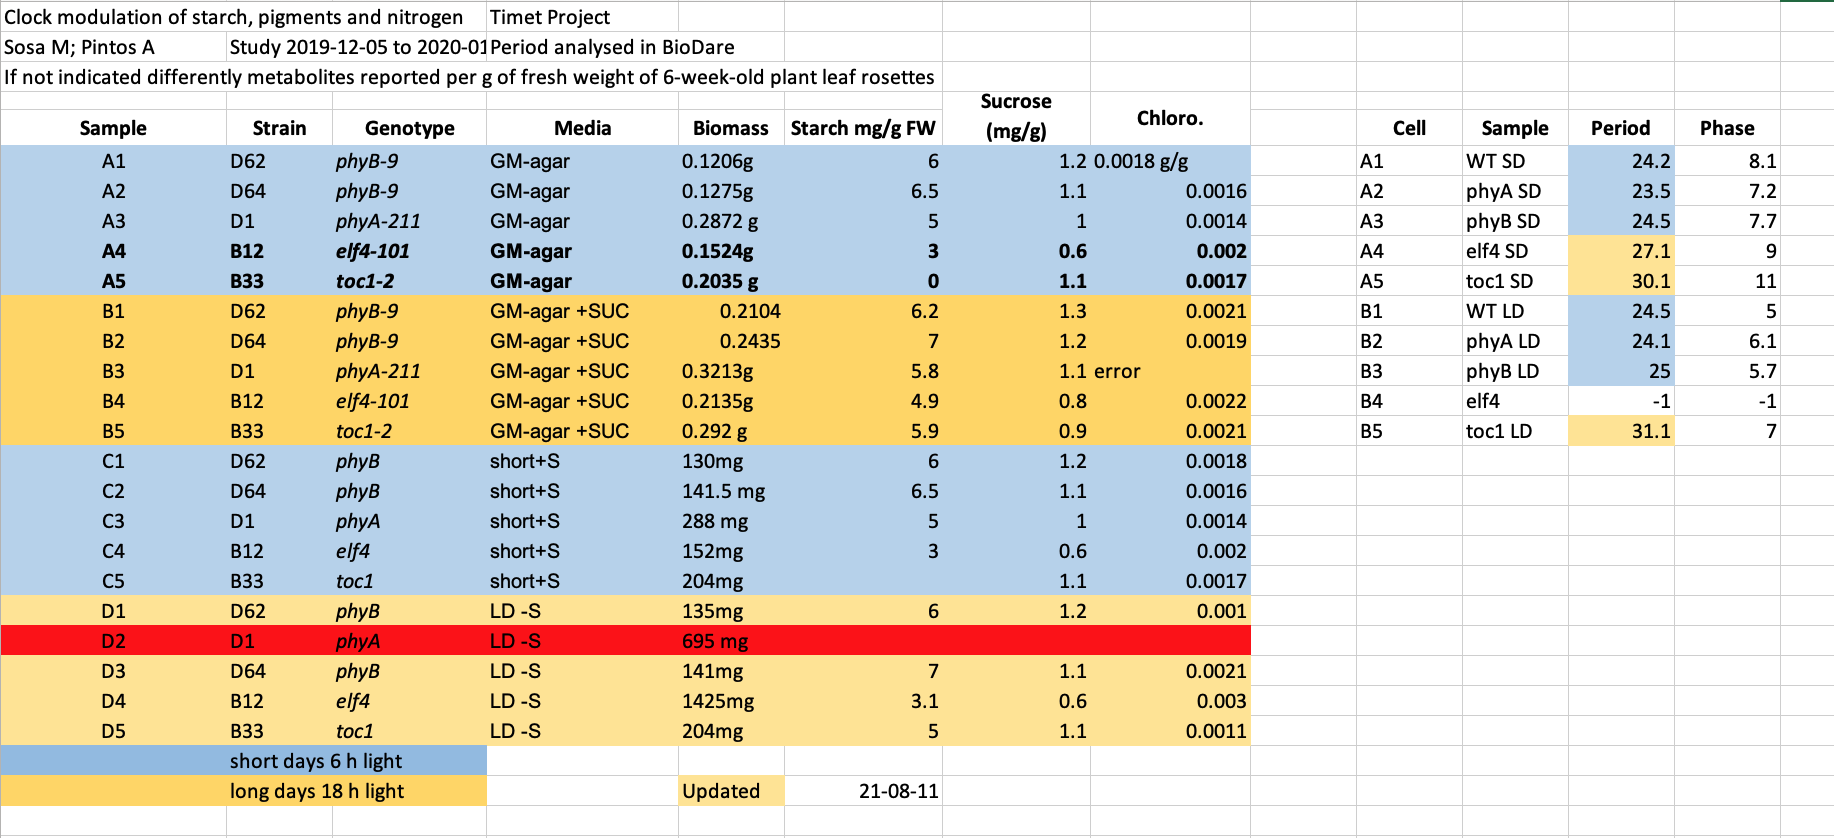 Clock modulation of starch, pigments and nitrogen Timet Project
Sosa M; Pintos A Study 2019-12-05 to 2020-01 Period analysed in BioDare
If not indicated differently metabolites reported per g of fresh weight of 6-week-old plant leaf rosettes
Sample Strain Genotype Media Biomass Starch mg/g FW Sucrose (mg/g) Chloro. Cell Sample Period Phase
A1 D62 phyB-9 GM-agar 0.1206g 6 1.2 0.0018 g/g A1 WT SD 24.2 8.1
A2 D64 phyB-9 GM-agar 0.1275g 6.5 1.1 0.0016 A2 phyA SD 23.5 7.2
A3 D1 phyA-211 GM-agar 0.2872 g 5 1 0.0014 A3 phyB SD 24.5 7.7
A4 B12 elf4-101 GM-agar 0.1524g 3 0.6 0.002 A4 elf4 SD 27.1 9
A5 B33 toc1-2 GM-agar 0.2035 g 0 1.1 0.0017 A5 toc1 SD 30.1 11
B1 D62 phyB-9 GM-agar +SUC 0.2104 6.2 1.3 0.0021 B1 WT LD 24.5 5
B2 D64 phyB-9 GM-agar +SUC 0.2435 7 1.2 0.0019 B2 phyA LD 24.1 6.1
B3 D1 phyA-211 GM-agar +SUC 0.3213g 5.8 1.1 error B3 phyB LD 25 5.7
B4 B12 elf4-101 GM-agar +SUC 0.2135g 4.9 0.8 0.0022 B4 elf4 -1 -1
B5 B33 toc1-2 GM-agar +SUC 0.292 g 5.9 0.9 0.0021 B5 toc1 LD 31.1 7
C1 D62 phyB short+S 130mg 6 1.2 0.0018
C2 D64 phyB short+S 141.5 mg 6.5 1.1 0.0016
C3 D1 phyA short+S 288 mg 5 1 0.0014
C4 B12 elf4 short+S 152mg 3 0.6 0.002
C5 B33 toc1 short+S 204mg 1.1 0.0017
D1 D62 phyB LD -S 135mg 6 1.2 0.001
D2 D1 phyA LD -S 695 mg
D3 D64 phyB LD -S 141mg 7 1.1 0.0021
D4 B12 elf4 LD -S 1425mg 3.1 0.6 0.003
D5 B33 toc1 LD -S 204mg 5 1.1 0.0011
short days 6 h light
long days 18 h light Updated 21-08-11